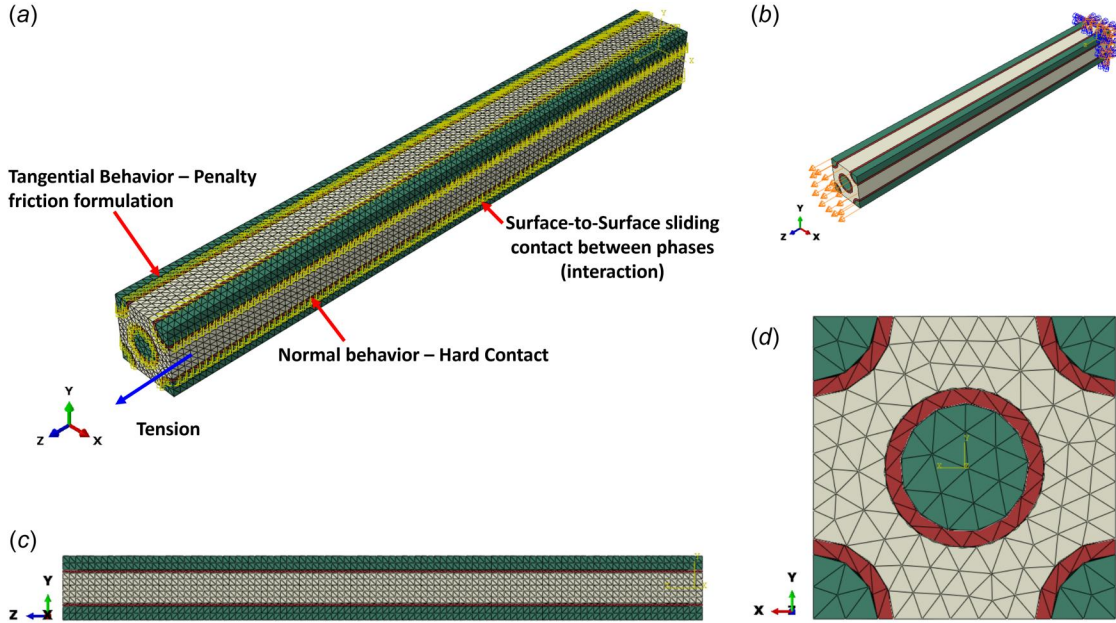 (a)
Tangential Behavior – Penalty
friction formulation
Surface-to-Surface sliding
contact between phases
(interaction)
Normal behavior – Hard Contact
Tension
Y
Z
X
(b)
Y
Z
X
(c)
Y
Z
X
(d)
Y
X
Z